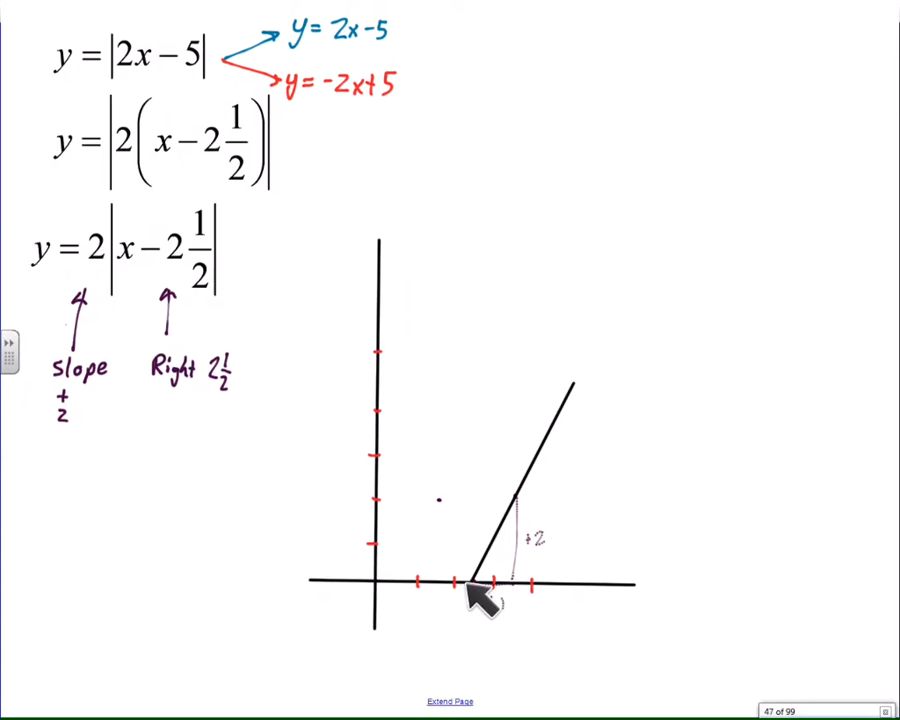 y = |2x − 5|
y = 2x - 5
y = -2x + 5
y = |2(x − 2 1/2)|
y = 2|x − 2 1/2|
Slope
+
2
Right 2 1/2
+2
Extend Page
47 of 99